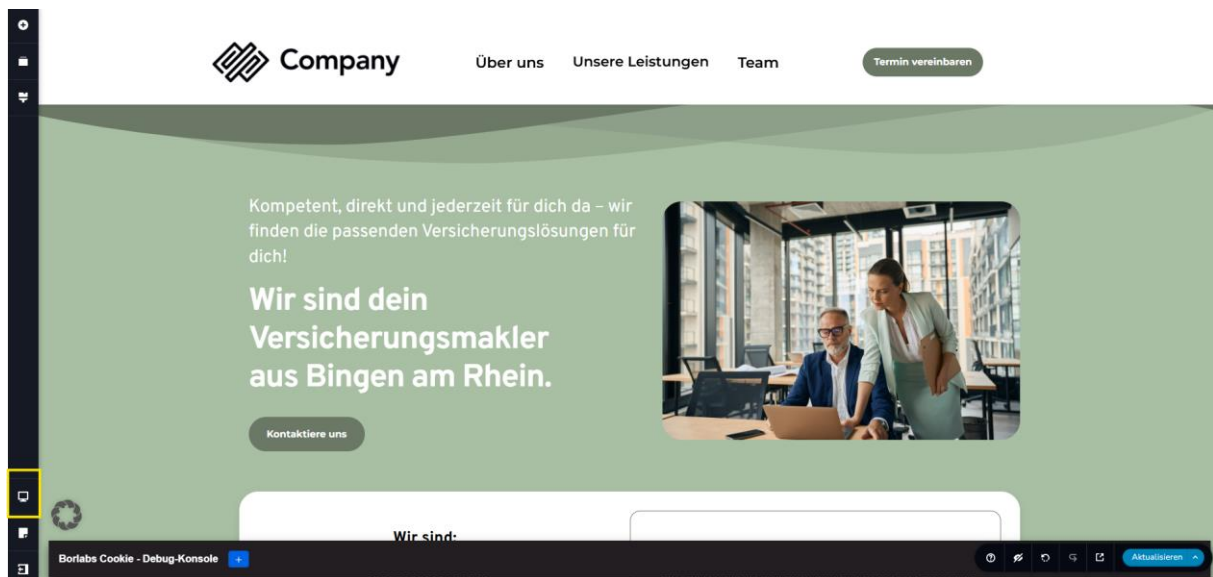 Company
Über uns
Unsere Leistungen
Team
Termin vereinbaren
Kompetent, direkt und jederzeit für dich da – wir
finden die passenden Versicherungslösungen für
dich!
Wir sind dein
Versicherungsmakler
aus Bingen am Rhein.
Kontaktiere uns
Wir sind:
Borlabs Cookie - Debug-Konsole
+
Aktualisieren